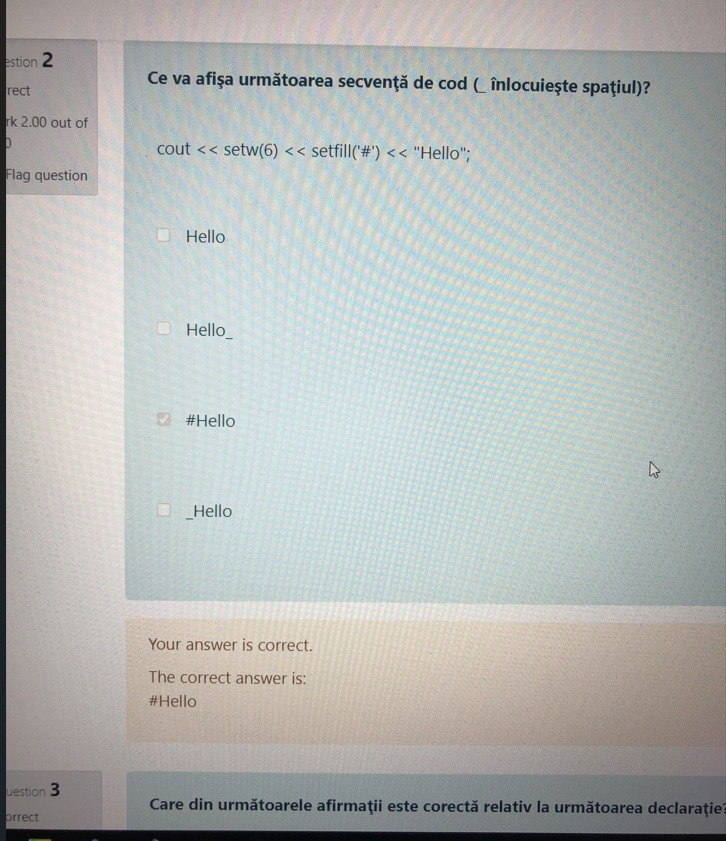 estion 2
rect
rk 2.00 out of
0
Flag question
Ce va afişa următoarea secvenţă de cod (_ înlocuieşte spaţiul)?
cout << setw(6) << setfill('#') << "Hello";
Hello
Hello_
#Hello
_Hello
Your answer is correct.
The correct answer is:
#Hello
uestion 3
orrect
Care din următoarele afirmaţii este corectă relativ la următoarea declaraţie?